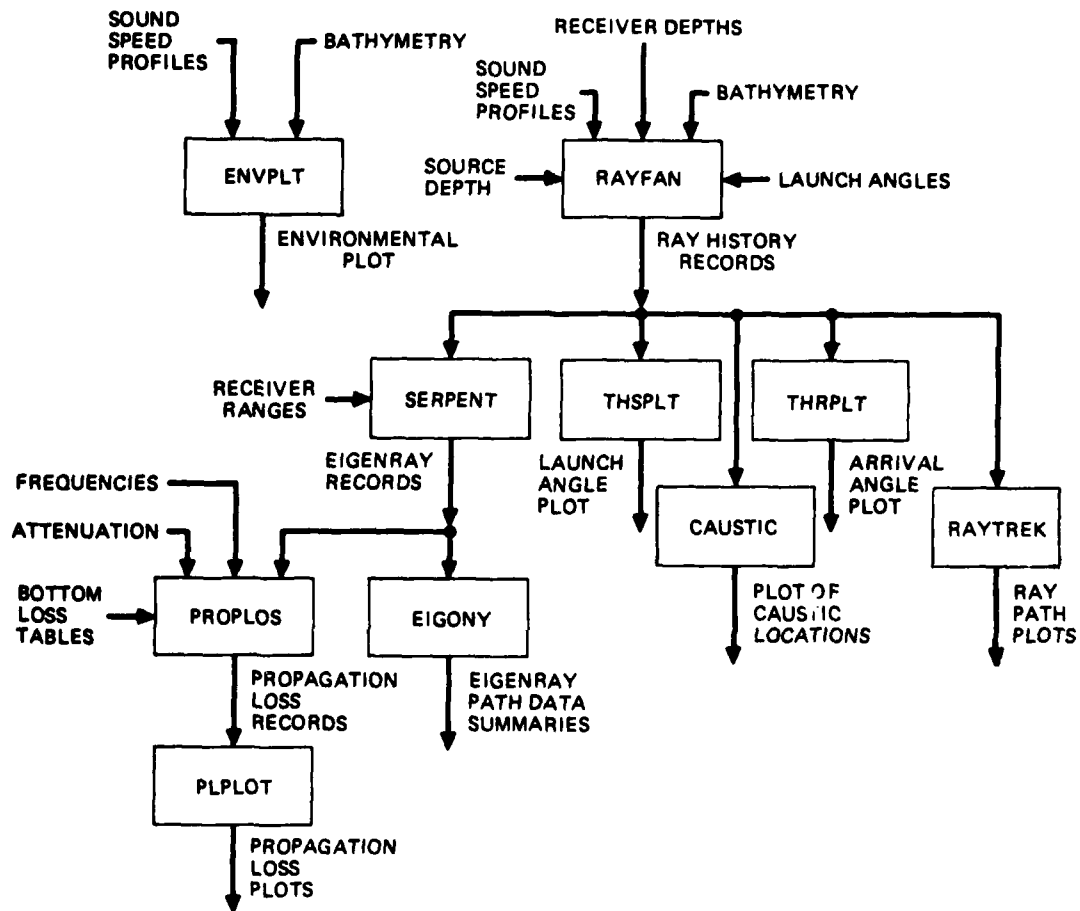 SOUND
SPEED
PROFILES
BATHYMETRY
RECEIVER DEPTHS
SOUND
SPEED
PROFILES
BATHYMETRY
ENVPLT
SOURCE
DEPTH
RAYFAN
LAUNCH ANGLES
ENVIRONMENTAL
PLOT
RAY HISTORY
RECORDS
RECEIVER
RANGES
SERPENT
THSPLT
THRPLT
EIGENRAY
RECORDS
LAUNCH
ANGLE
PLOT
CAUSTIC
ARRIVAL
ANGLE
PLOT
RAYTREK
FREQUENCIES
ATTENUATION
BOTTOM
LOSS
TABLES
PROPLOS
EIGONY
PLOT OF
CAUSTIC
LOCATIONS
RAY
PATH
PLOTS
PROPAGATION
LOSS
RECORDS
EIGENRAY
PATH DATA
SUMMARIES
PLPLOT
PROPAGATION
LOSS
PLOTS